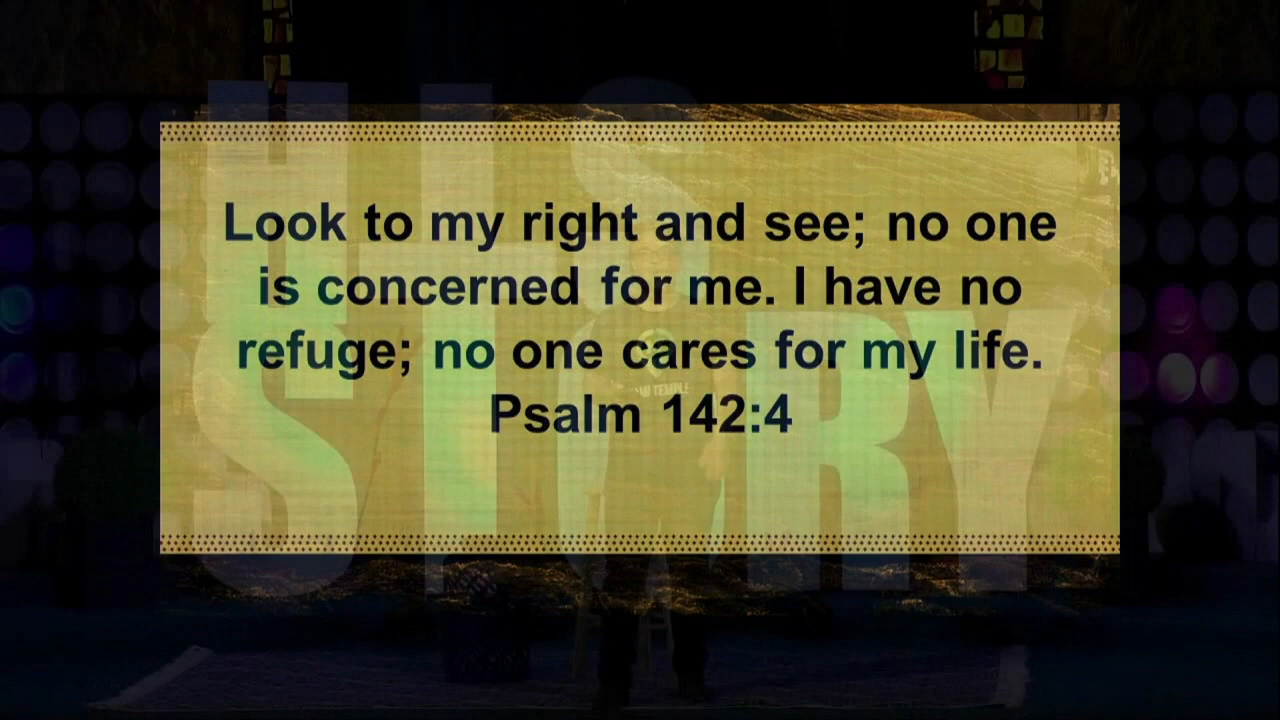 HIS
STORY
Look to my right and see; no one
is concerned for me. I have no
refuge; no one cares for my life.
Psalm 142:4
TEMPLE